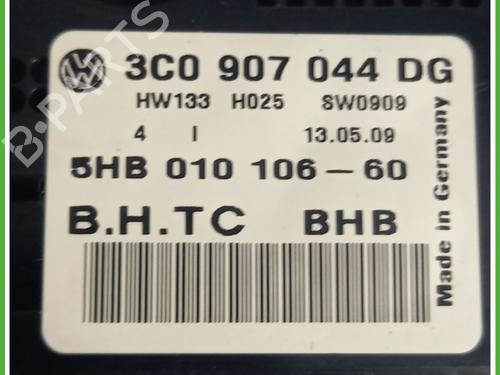 3C0 907 044 DG
HW133 H025 SW0909
4 I 13.05.09
5HB 010 106-60
B.H.TC BHB
Made in Germany
B-PARTS